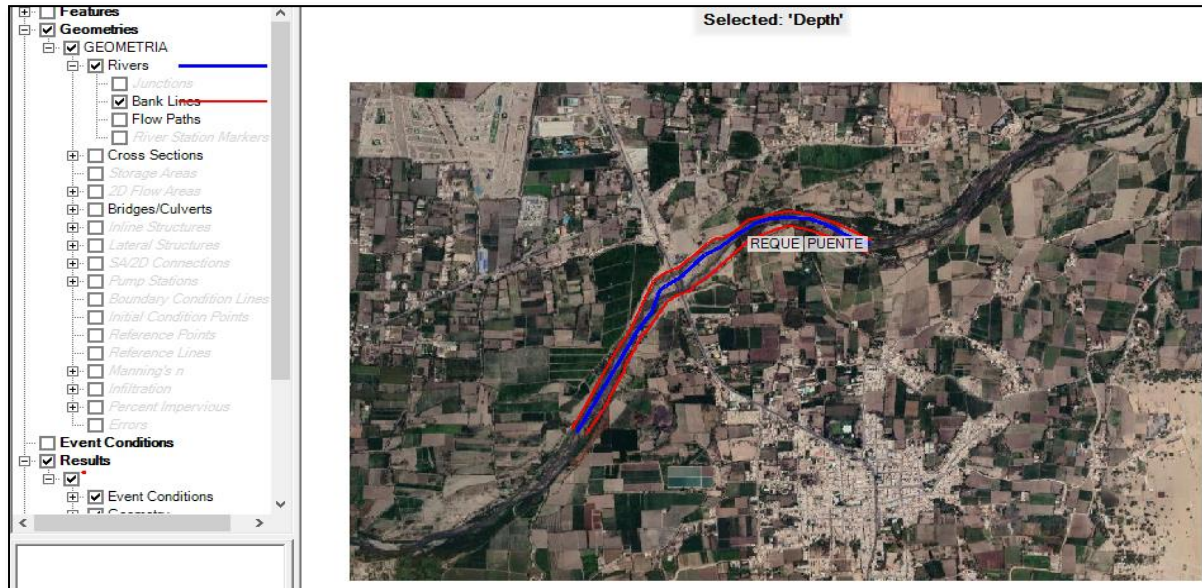 Features
Geometries
GEOMETRIA
Rivers
Junctions
Bank Lines
Flow Paths
River Station Markers
Cross Sections
Storage Areas
2D Flow Areas
Bridges/Culverts
Inline Structures
Lateral Structures
SA/2D Connections
Pump Stations
Boundary Condition Lines
Initial Condition Points
Reference Points
Reference Lines
Manning's n
Infiltration
Percent Impervious
Errors
Event Conditions
Results
Event Conditions
Geometry
Selected: 'Depth'
REQUE PUENTE